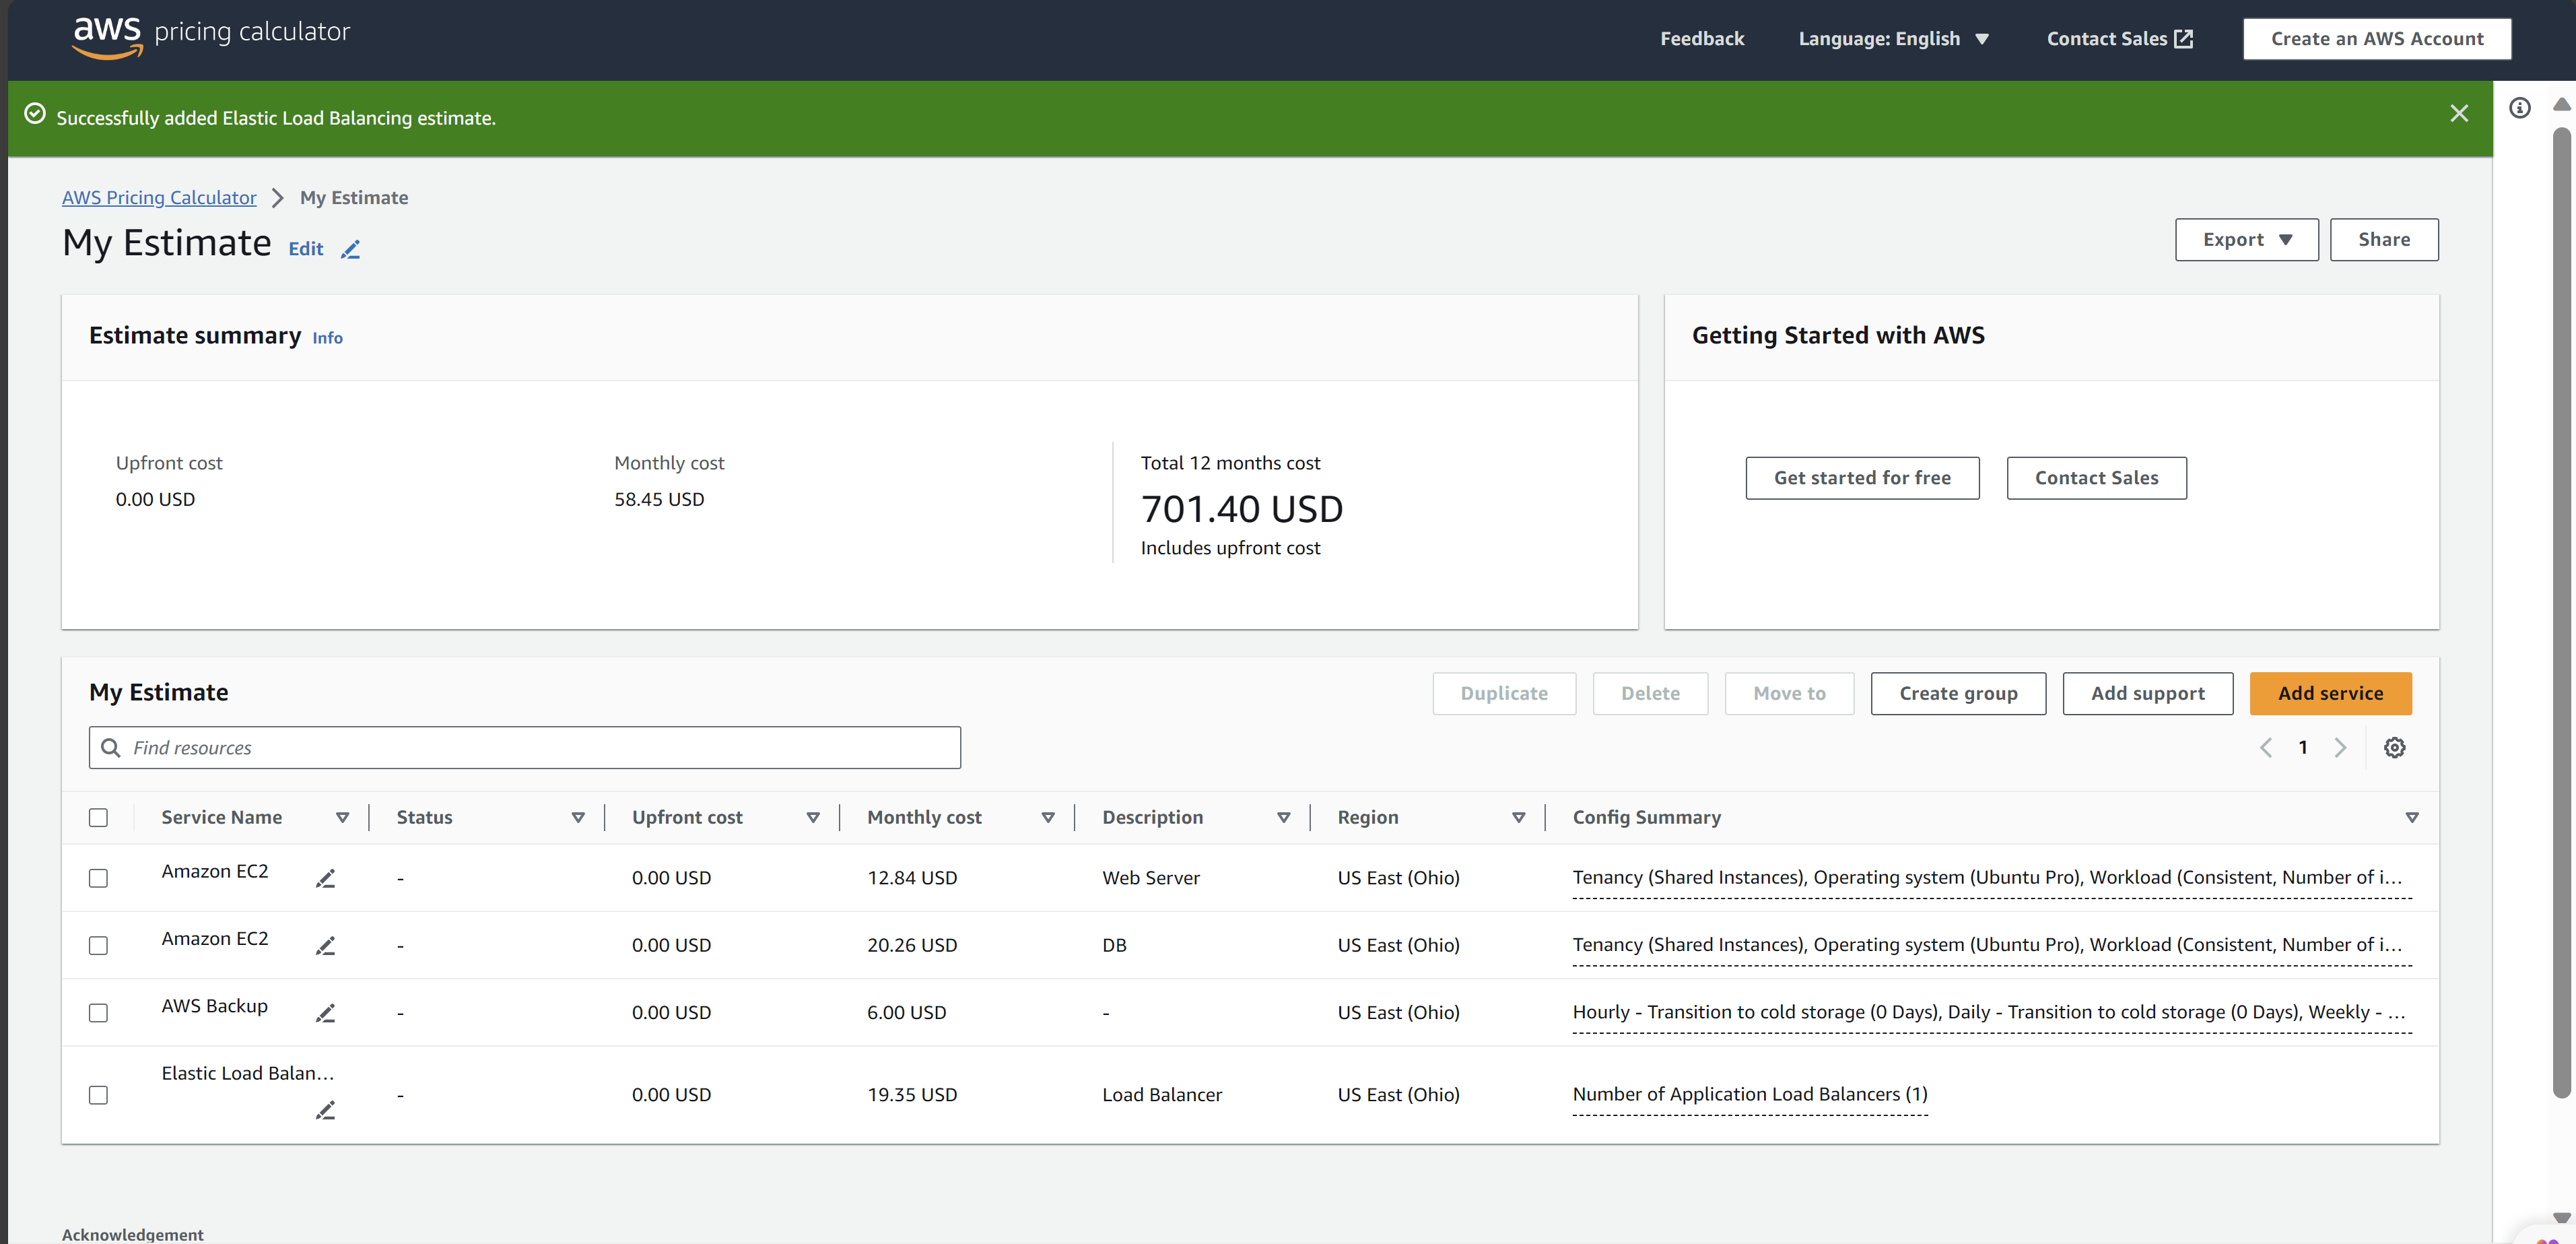 aws pricing calculator
Feedback
Language: English
Contact Sales
Create an AWS Account
Successfully added Elastic Load Balancing estimate.
AWS Pricing Calculator
My Estimate
My Estimate
Edit
Export
Share
Estimate summary Info
Upfront cost
0.00 USD
Monthly cost
58.45 USD
Total 12 months cost
701.40 USD
Includes upfront cost
Getting Started with AWS
Get started for free
Contact Sales
My Estimate
Duplicate
Delete
Move to
Create group
Add support
Add service
Find resources
1
Service Name Status Upfront cost Monthly cost Description Region Config Summary
Amazon EC2 - 0.00 USD 12.84 USD Web Server US East (Ohio) Tenancy (Shared Instances), Operating system (Ubuntu Pro), Workload (Consistent, Number of i...
Amazon EC2 - 0.00 USD 20.26 USD DB US East (Ohio) Tenancy (Shared Instances), Operating system (Ubuntu Pro), Workload (Consistent, Number of i...
AWS Backup - 0.00 USD 6.00 USD - US East (Ohio) Hourly - Transition to cold storage (0 Days), Daily - Transition to cold storage (0 Days), Weekly - ...
Elastic Load Balan... - 0.00 USD 19.35 USD Load Balancer US East (Ohio) Number of Application Load Balancers (1)
Acknowledgement